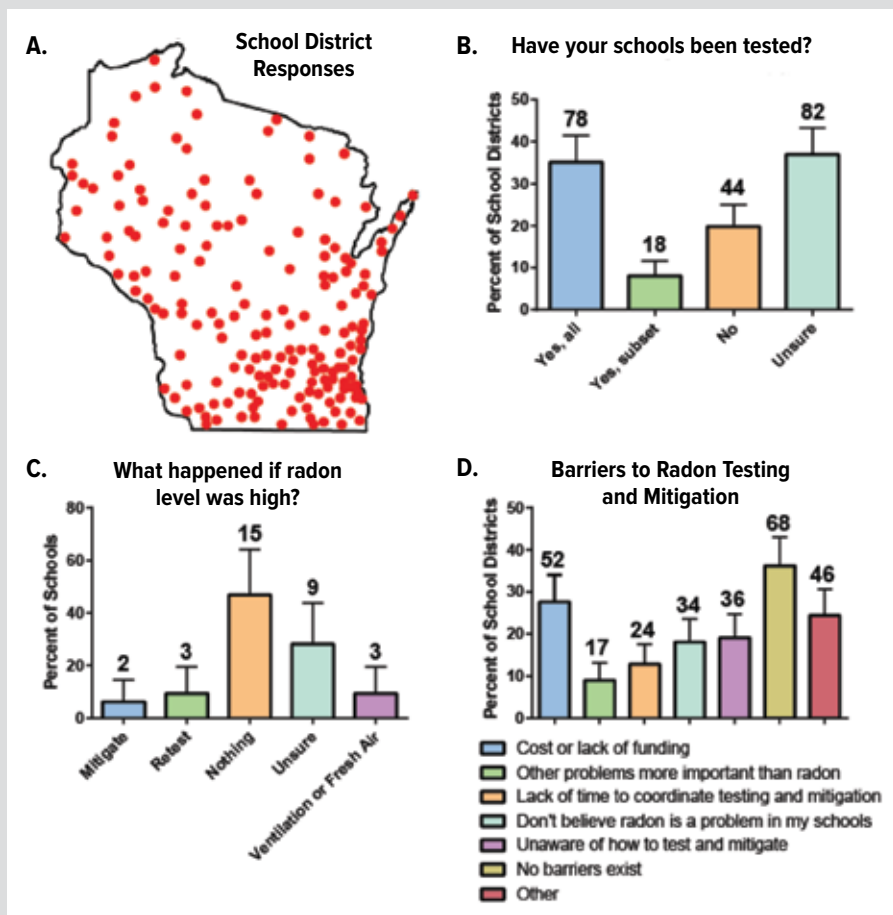 A.
School District
Responses
B.
Have your schools been tested?
Percent of School Districts
50
40
30
20
10
0
78
18
44
82
Yes, all
Yes, subset
No
Unsure
C.
What happened if radon
level was high?
Percent of Schools
80
60
40
20
0
2
3
15
9
3
Mitigate
Retest
Nothing
Unsure
Ventilation or Fresh Air
D.
Barriers to Radon Testing
and Mitigation
Percent of School Districts
50
40
30
20
10
0
52
17
24
34
36
68
46
Cost or lack of funding
Other problems more important than radon
Lack of time to coordinate testing and mitigation
Don't believe radon is a problem in my schools
Unaware of how to test and mitigate
No barriers exist
Other